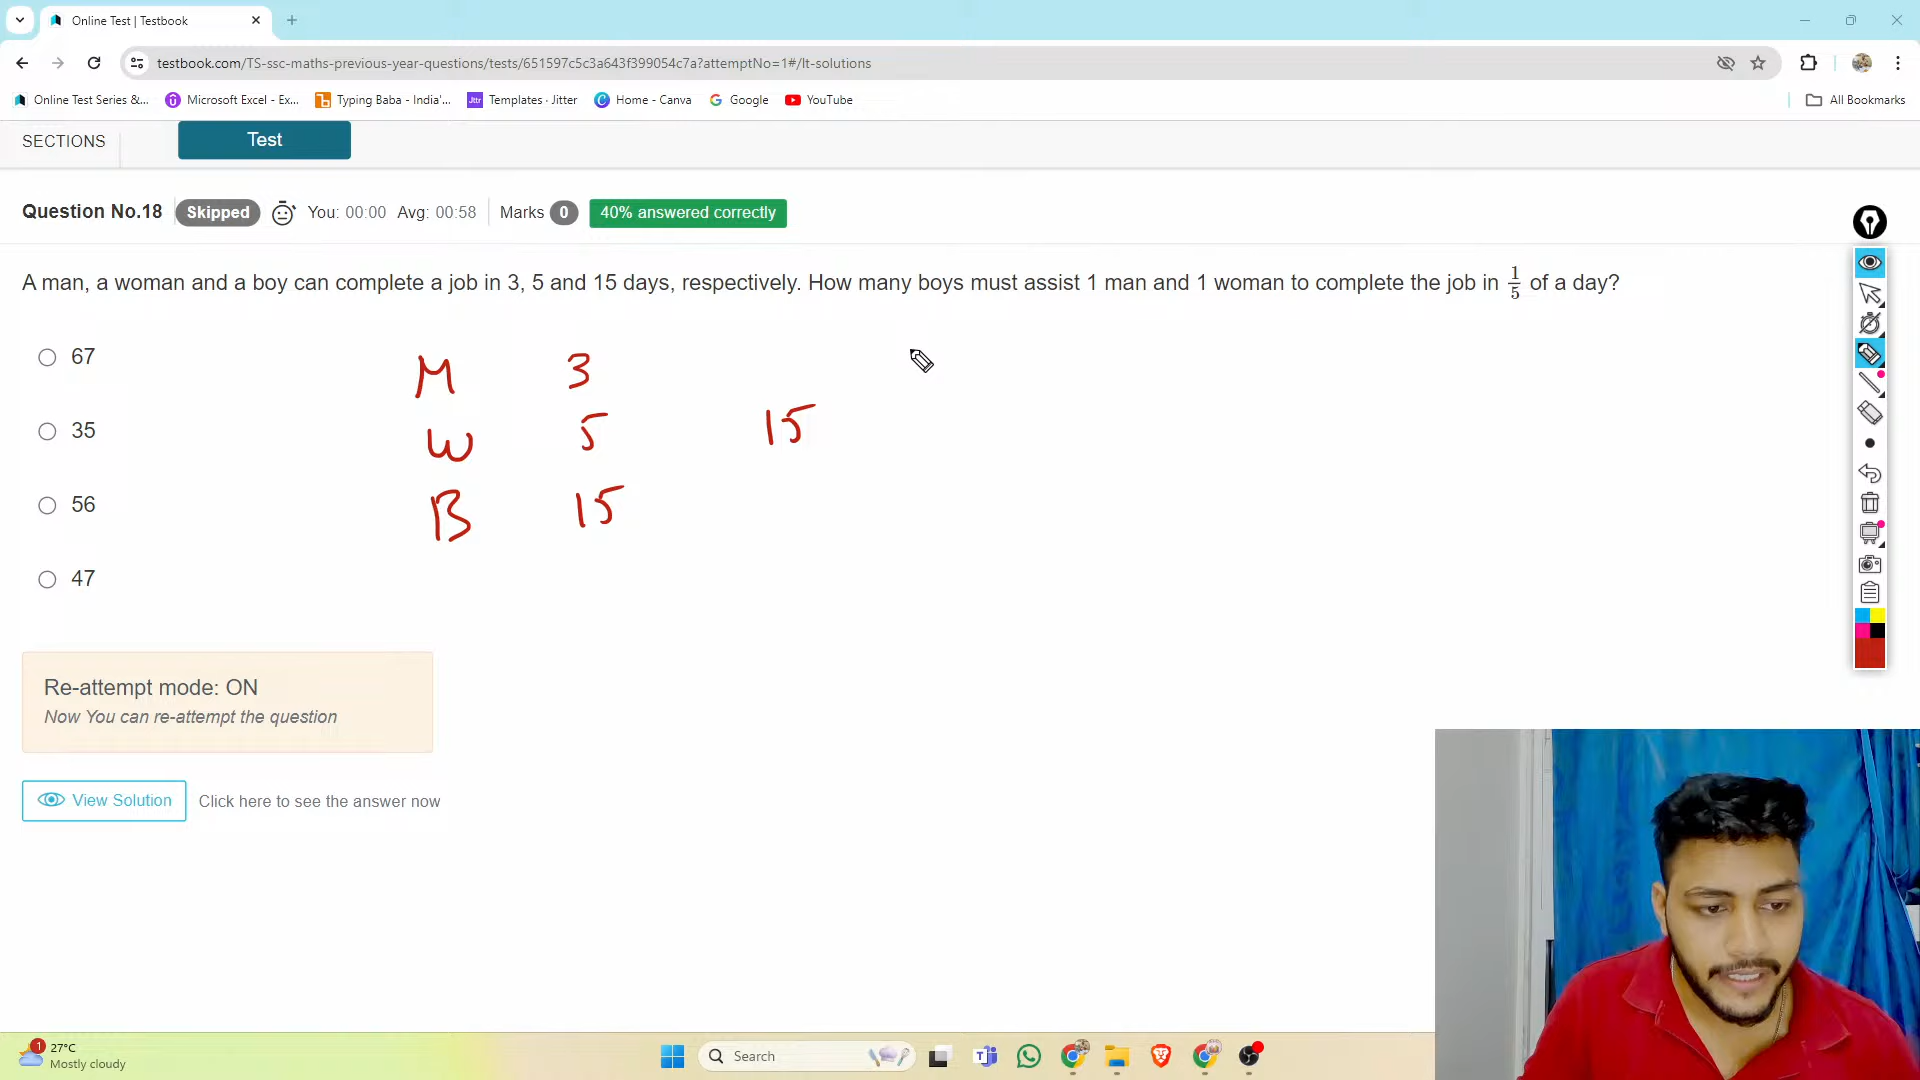 Online Test | Testbook
testbook.com/TS-ssc-maths-previous-year-questions/tests/651597c5c3a643f399054c7a?attemptNo=1#/lt-solutions
Online Test Series &... Microsoft Excel - Ex... Typing Baba - India'... Jttr Templates · Jitter Home - Canva Google YouTube All Bookmarks
SECTIONS Test
Question No.18 Skipped You: 00:00 Avg: 00:58 Marks 0 40% answered correctly
A man, a woman and a boy can complete a job in 3, 5 and 15 days, respectively. How many boys must assist 1 man and 1 woman to complete the job in 1/5 of a day?
67
35
56
47
M 3
W 5 15
B 15
Re-attempt mode: ON
Now You can re-attempt the question
View Solution Click here to see the answer now
1 27°C
Mostly cloudy
Search